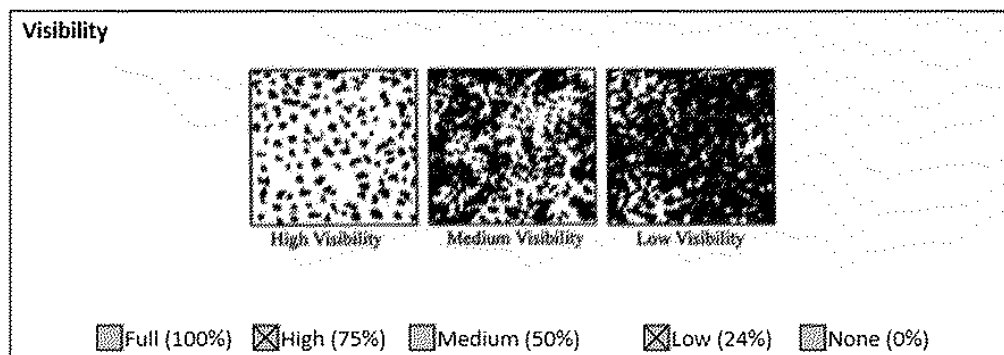 Visibility
High Visibility Medium Visibility Low Visibility
Full (100%) High (75%) Medium (50%) Low (24%) None (0%)